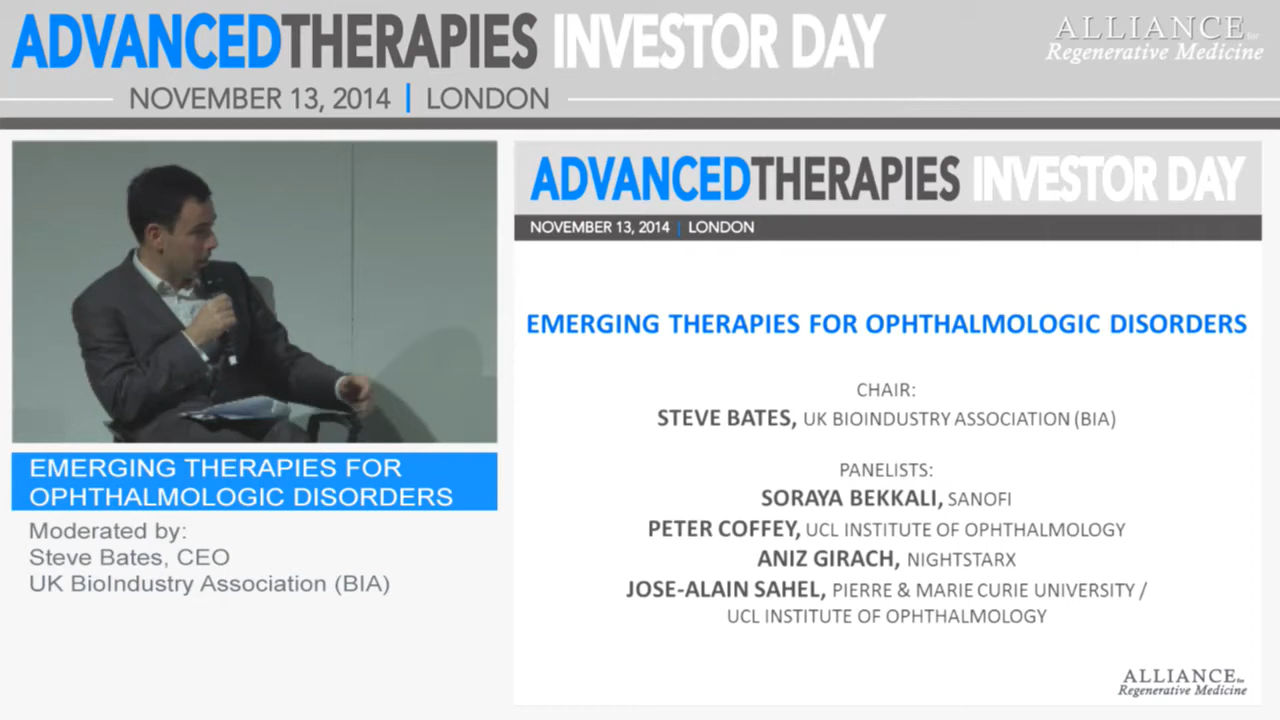 ADVANCEDTHERAPIES INVESTOR DAY
NOVEMBER 13, 2014 | LONDON
ALLIANCE for
Regenerative Medicine
EMERGING THERAPIES FOR
OPHTHALMOLOGIC DISORDERS
Moderated by:
Steve Bates, CEO
UK BioIndustry Association (BIA)
ADVANCEDTHERAPIES INVESTOR DAY
NOVEMBER 13, 2014 | LONDON
EMERGING THERAPIES FOR OPHTHALMOLOGIC DISORDERS
CHAIR:
STEVE BATES, UK BIOINDUSTRY ASSOCIATION (BIA)
PANELISTS:
SORAYA BEKKALI, SANOFI
PETER COFFEY, UCL INSTITUTE OF OPHTHALMOLOGY
ANIZ GIRACH, NIGHTSTARX
JOSE-ALAIN SAHEL, PIERRE & MARIE CURIE UNIVERSITY /
UCL INSTITUTE OF OPHTHALMOLOGY
ALLIANCE for
Regenerative Medicine